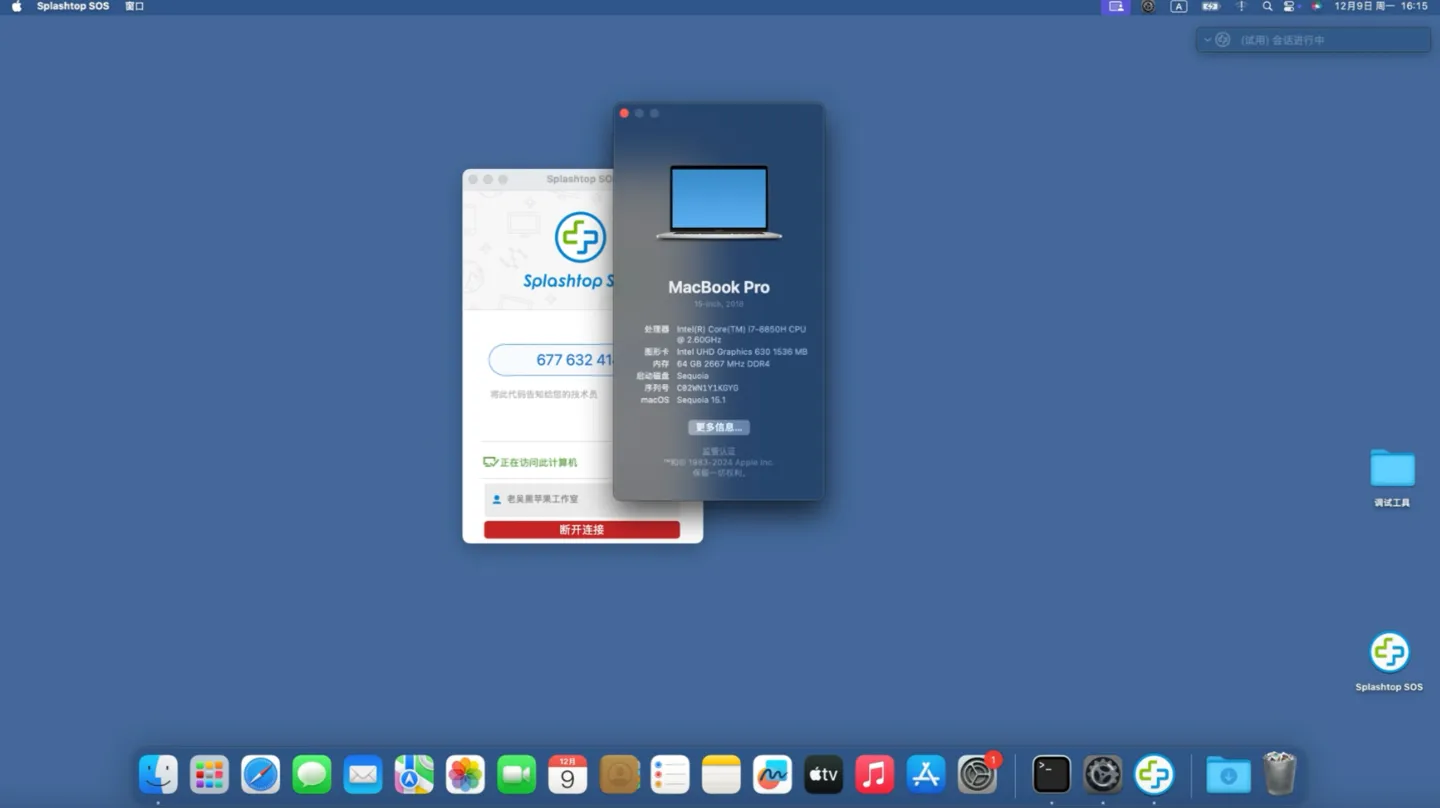 Splashtop SOS 窗口
A
12月9日 周一 16:15
(试用) 会话进行中
Splashtop SO
Splashtop S
677 632 41
将此代码告知给您的技术员
正在访问此计算机
老吴黑苹果工作室
断开连接
MacBook Pro
15-inch, 2018
处理器 Intel(R) Core(TM) i7-8850H CPU
@ 2.60GHz
图形卡 Intel UHD Graphics 630 1536 MB
内存 64 GB 2667 MHz DDR4
启动磁盘 Sequoia
序列号 C02WN1Y1KGYG
macOS Sequoia 15.1
更多信息...
监管认证
™和© 1983-2024 Apple Inc.
保留一切权利。
调试工具
Splashtop SOS
12月
9
tv
1
>_